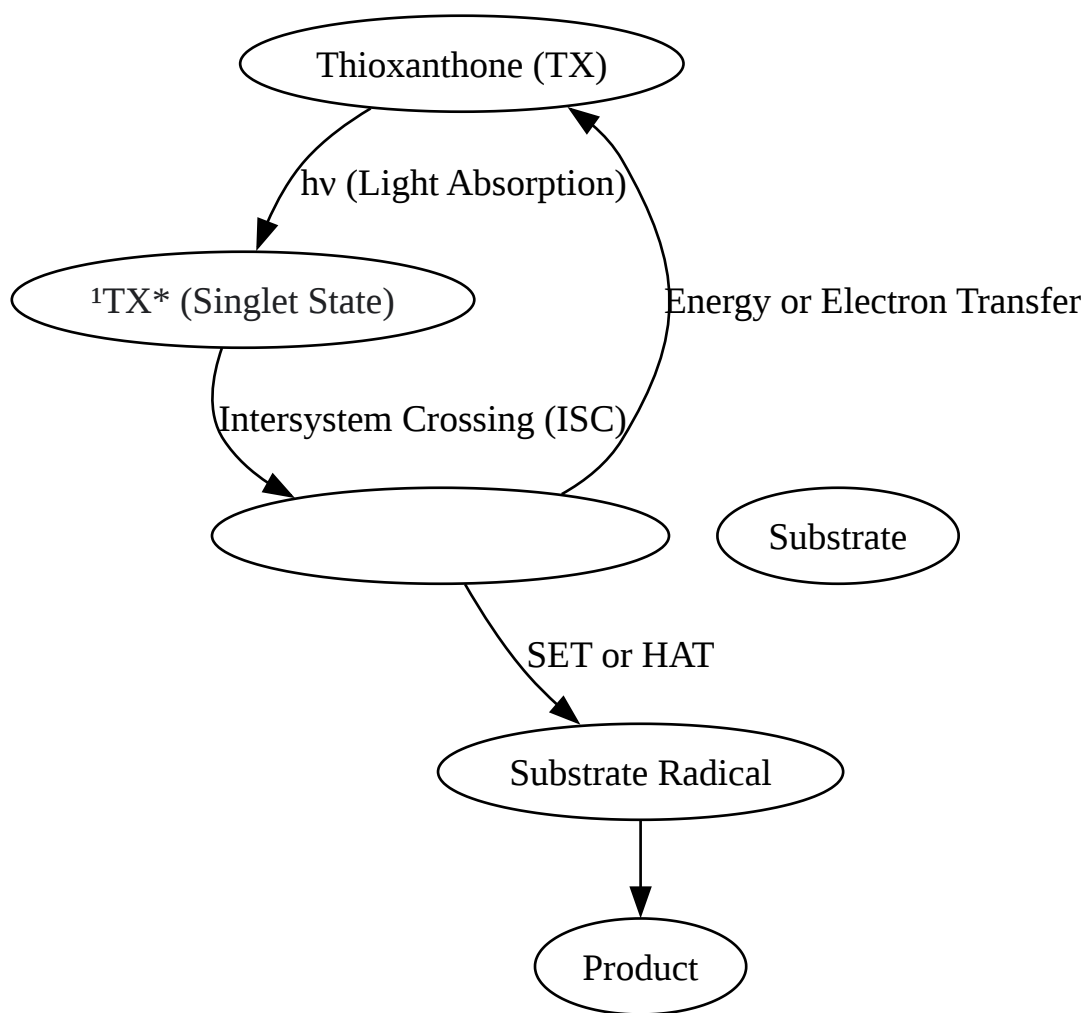 Thioxanthone (TX)
hν (Light Absorption)
¹TX* (Singlet State)
Energy or Electron Transfer
Intersystem Crossing (ISC)
Substrate
SET or HAT
Substrate Radical
Product